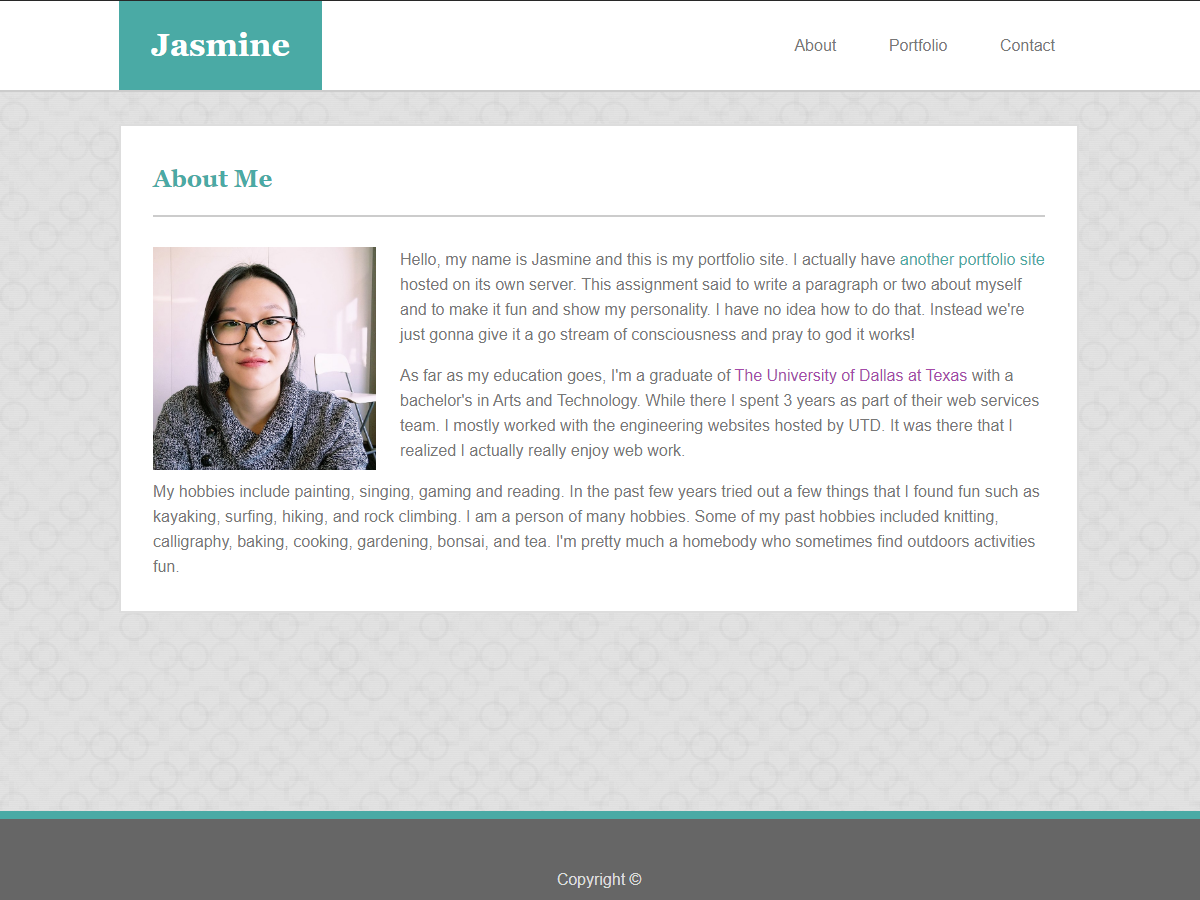 Jasmine
About Portfolio Contact
About Me
Hello, my name is Jasmine and this is my portfolio site. I actually have another portfolio site
hosted on its own server. This assignment said to write a paragraph or two about myself
and to make it fun and show my personality. I have no idea how to do that. Instead we're
just gonna give it a go stream of consciousness and pray to god it works!
As far as my education goes, I'm a graduate of The University of Dallas at Texas with a
bachelor's in Arts and Technology. While there I spent 3 years as part of their web services
team. I mostly worked with the engineering websites hosted by UTD. It was there that I
realized I actually really enjoy web work.
My hobbies include painting, singing, gaming and reading. In the past few years tried out a few things that I found fun such as
kayaking, surfing, hiking, and rock climbing. I am a person of many hobbies. Some of my past hobbies included knitting,
calligraphy, baking, cooking, gardening, bonsai, and tea. I'm pretty much a homebody who sometimes find outdoors activities
fun.
Copyright ©